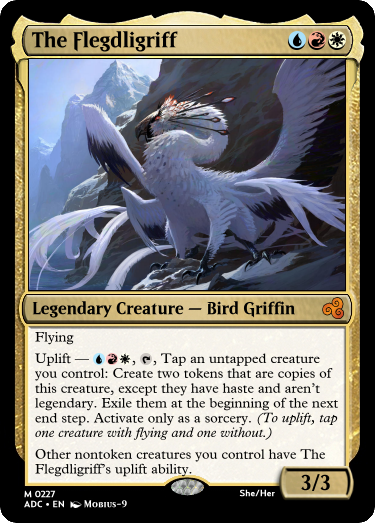 The Flegdligriff
Legendary Creature — Bird Griffin
Flying
Uplift — , , Tap an untapped creature
you control: Create two tokens that are copies of
this creature, except they have haste and aren't
legendary. Exile them at the beginning of the next
end step. Activate only as a sorcery. (To uplift, tap
one creature with flying and one without.)
Other nontoken creatures you control have The
Flegdligriff's uplift ability.
3/3
M 0227
She/Her
ADC • EN Mobius-9